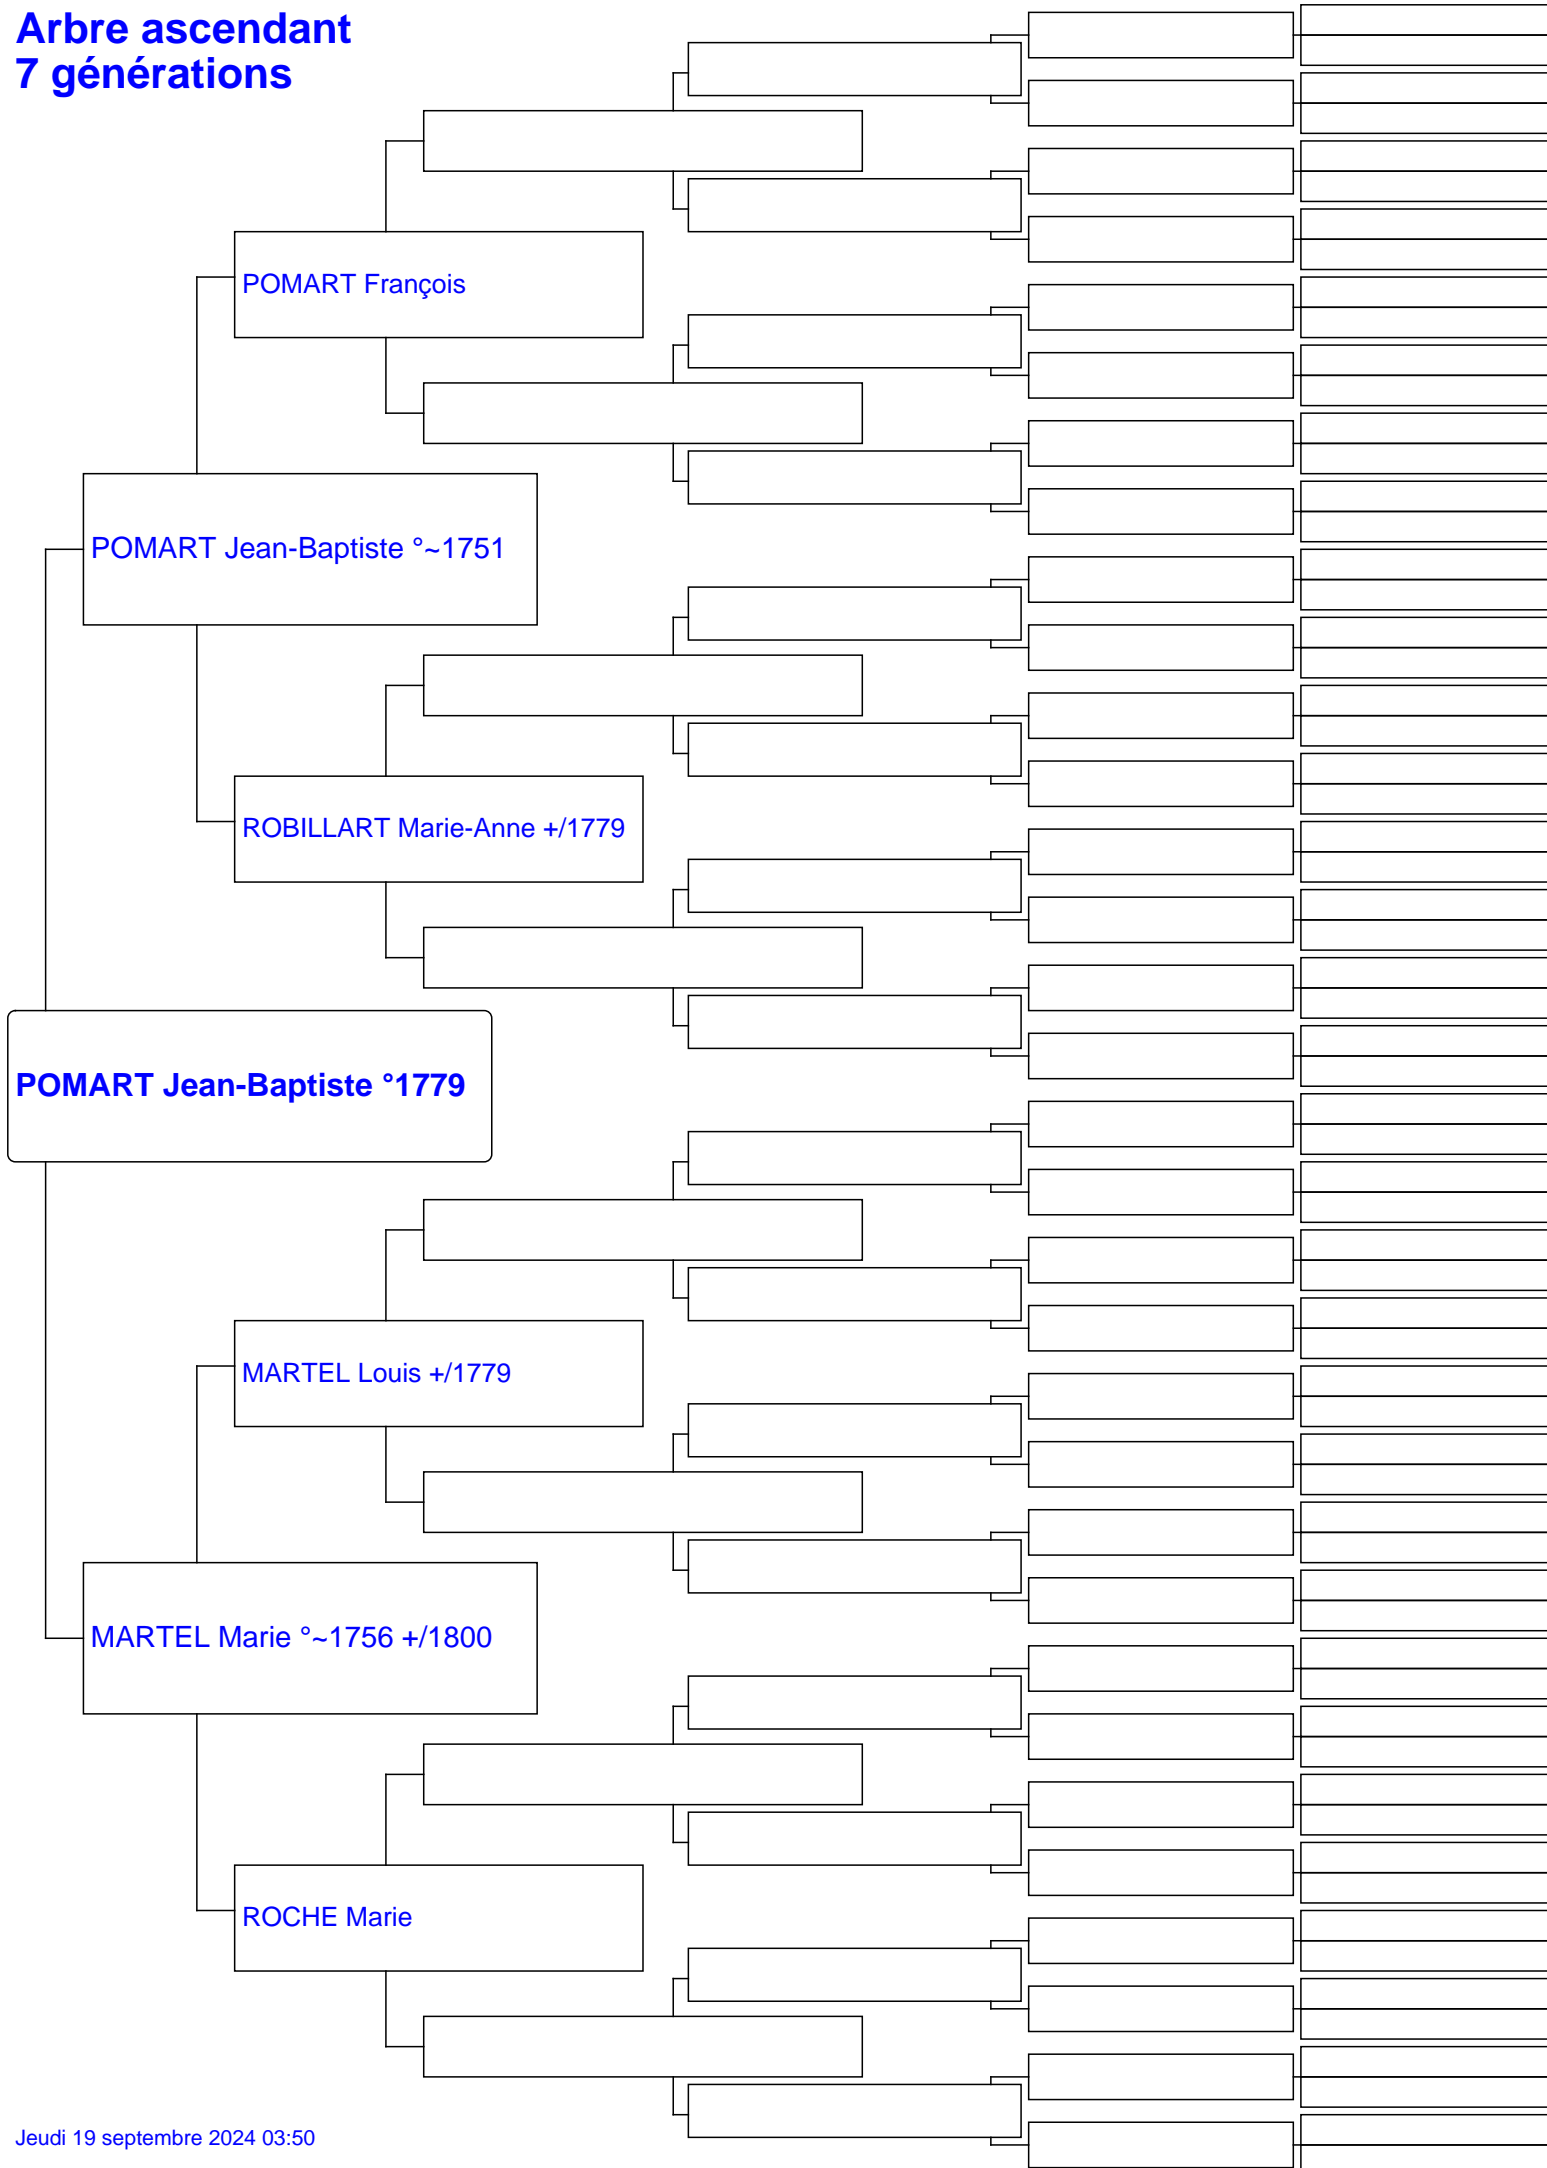 Arbre ascendant
7 générations
POMART François
POMART Jean-Baptiste °~1751
ROBILLART Marie-Anne +/1779
POMART Jean-Baptiste °1779
MARTEL Louis +/1779
MARTEL Marie °~1756 +/1800
ROCHE Marie
Jeudi 19 septembre 2024 03:50